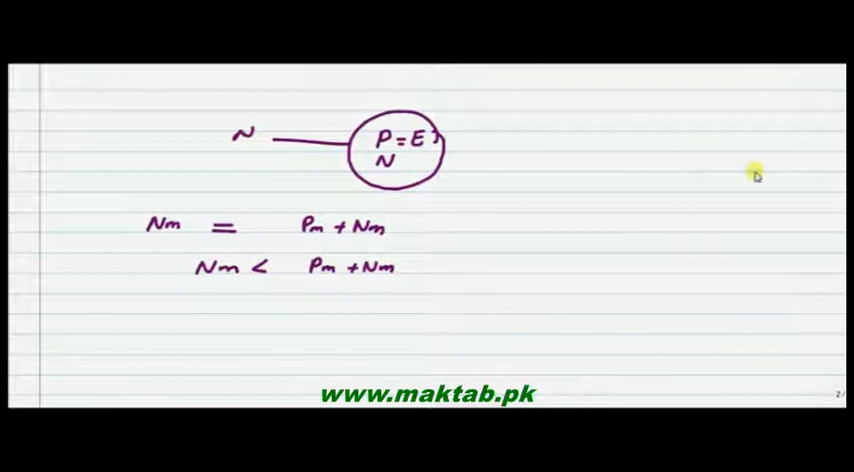 N P = E
N
Nm = Pm + Nm
Nm < Pm + Nm
www.maktab.pk